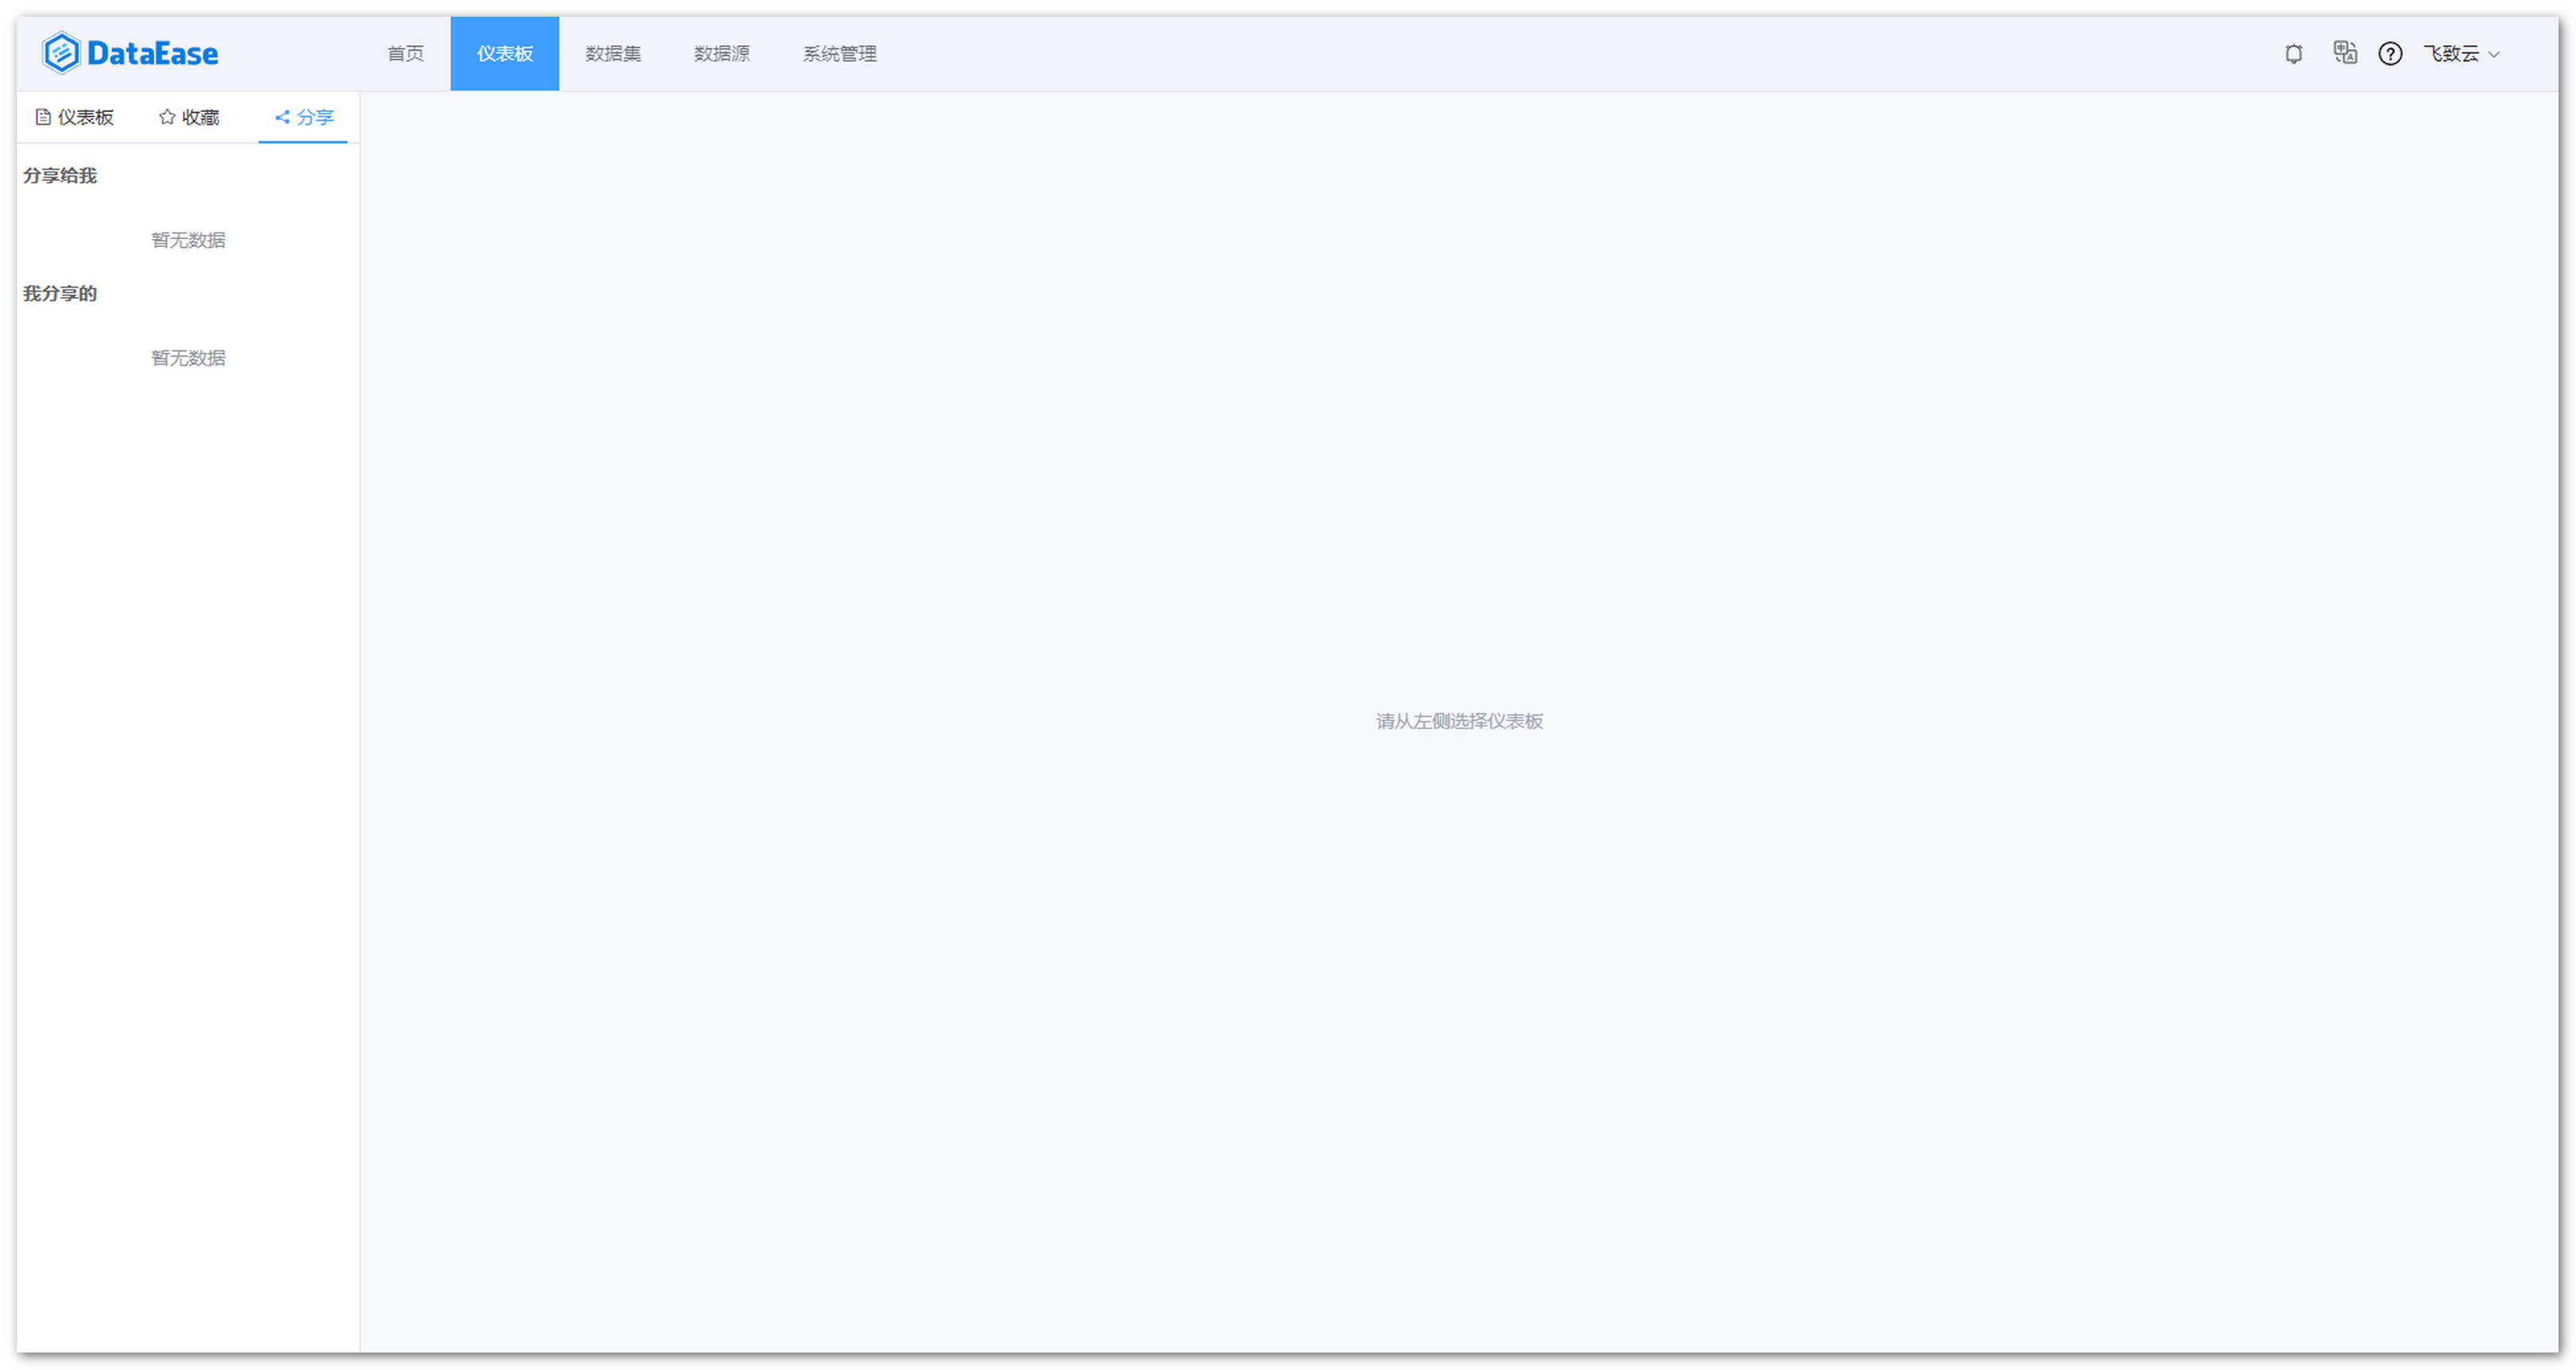 DataEase 首页 仪表板 数据集 数据源 系统管理 飞致云
仪表板 收藏 分享
分享给我
暂无数据
我分享的
暂无数据
请从左侧选择仪表板